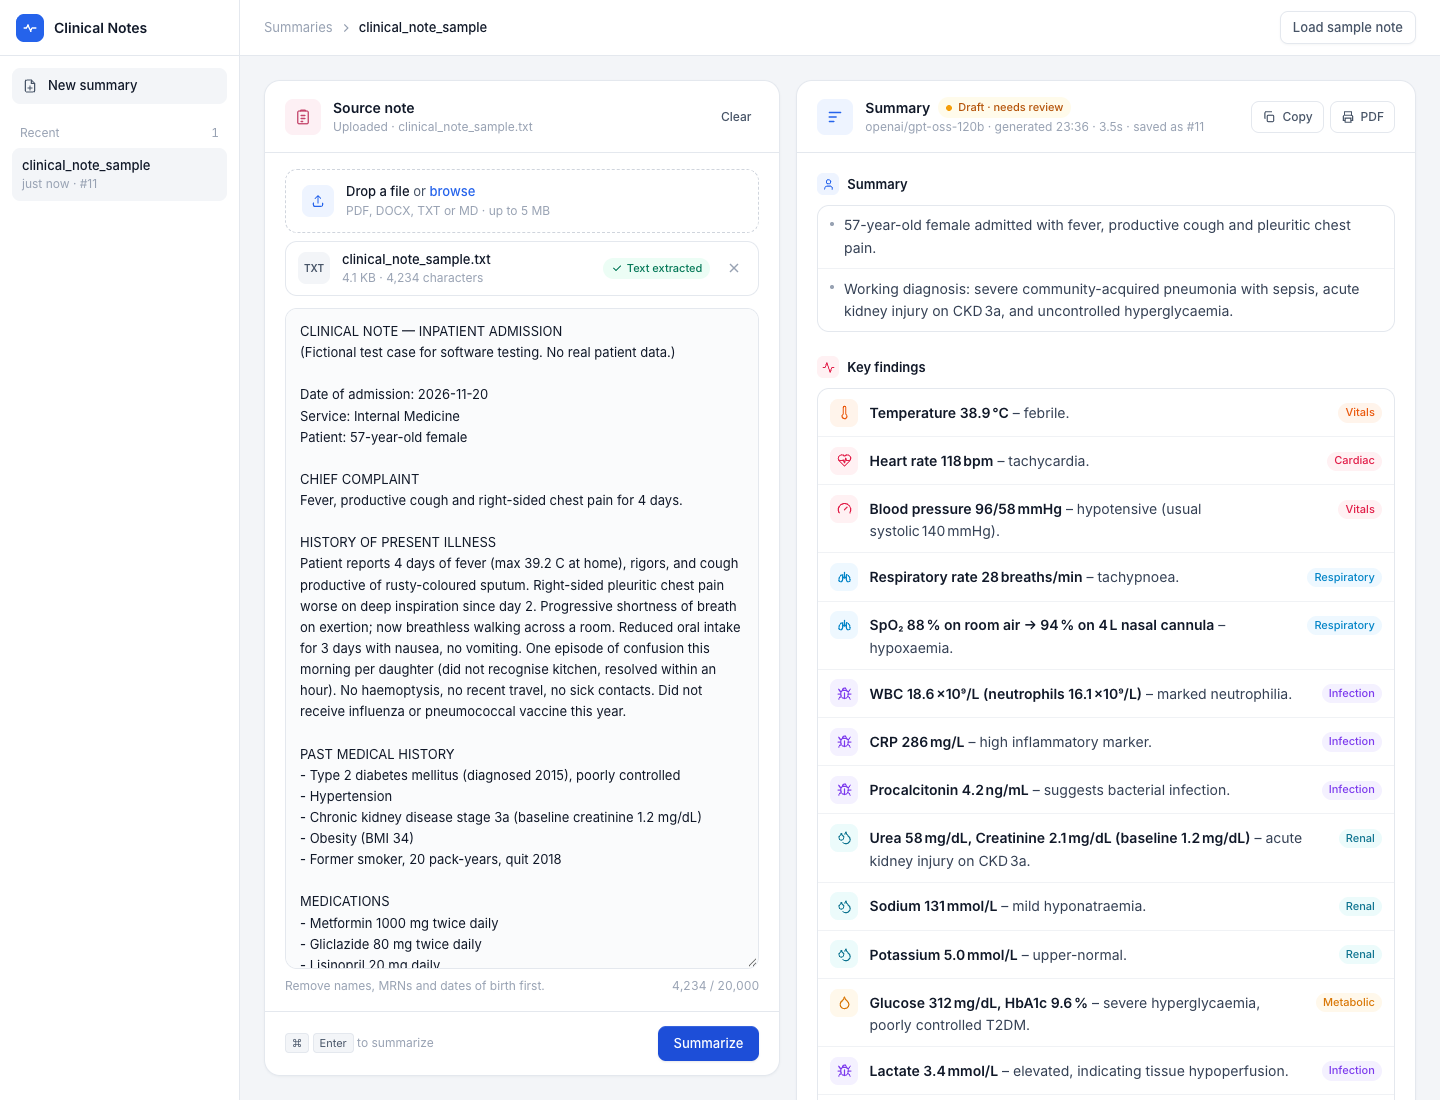 Clinical Notes
New summary
Recent 1
clinical_note_sample
just now · #11
Summaries > clinical_note_sample
Load sample note
Source note
Uploaded · clinical_note_sample.txt
Clear
Drop a file or browse
PDF, DOCX, TXT or MD · up to 5 MB
TXT
clinical_note_sample.txt
4.1 KB · 4,234 characters
Text extracted
CLINICAL NOTE — INPATIENT ADMISSION
(Fictional test case for software testing. No real patient data.)
Date of admission: 2026-11-20
Service: Internal Medicine
Patient: 57-year-old female
CHIEF COMPLAINT
Fever, productive cough and right-sided chest pain for 4 days.
HISTORY OF PRESENT ILLNESS
Patient reports 4 days of fever (max 39.2 C at home), rigors, and cough
productive of rusty-coloured sputum. Right-sided pleuritic chest pain
worse on deep inspiration since day 2. Progressive shortness of breath
on exertion; now breathless walking across a room. Reduced oral intake
for 3 days with nausea, no vomiting. One episode of confusion this
morning per daughter (did not recognise kitchen, resolved within an
hour). No haemoptysis, no recent travel, no sick contacts. Did not
receive influenza or pneumococcal vaccine this year.
PAST MEDICAL HISTORY
- Type 2 diabetes mellitus (diagnosed 2015), poorly controlled
- Hypertension
- Chronic kidney disease stage 3a (baseline creatinine 1.2 mg/dL)
- Obesity (BMI 34)
- Former smoker, 20 pack-years, quit 2018
MEDICATIONS
- Metformin 1000 mg twice daily
- Gliclazide 80 mg twice daily
- Lisinopril 20 mg daily
Remove names, MRNs and dates of birth first.
4,234 / 20,000
⌘ Enter to summarize
Summarize
Summary
Draft · needs review
openai/gpt-oss-120b · generated 23:36 · 3.5s · saved as #11
Copy
PDF
Summary
• 57-year-old female admitted with fever, productive cough and pleuritic chest
pain.
• Working diagnosis: severe community-acquired pneumonia with sepsis, acute
kidney injury on CKD 3a, and uncontrolled hyperglycaemia.
Key findings
Temperature 38.9 °C – febrile. Vitals
Heart rate 118 bpm – tachycardia. Cardiac
Blood pressure 96/58 mmHg – hypotensive (usual Vitals
systolic 140 mmHg).
Respiratory rate 28 breaths/min – tachypnoea. Respiratory
SpO₂ 88 % on room air → 94 % on 4 L nasal cannula – Respiratory
hypoxaemia.
WBC 18.6 ×10⁹/L (neutrophils 16.1 ×10⁹/L) – marked neutrophilia. Infection
CRP 286 mg/L – high inflammatory marker. Infection
Procalcitonin 4.2 ng/mL – suggests bacterial infection. Infection
Urea 58 mg/dL, Creatinine 2.1 mg/dL (baseline 1.2 mg/dL) – acute Renal
kidney injury on CKD 3a.
Sodium 131 mmol/L – mild hyponatraemia. Renal
Potassium 5.0 mmol/L – upper-normal. Renal
Glucose 312 mg/dL, HbA1c 9.6 % – severe hyperglycaemia, Metabolic
poorly controlled T2DM.
Lactate 3.4 mmol/L – elevated, indicating tissue hypoperfusion. Infection